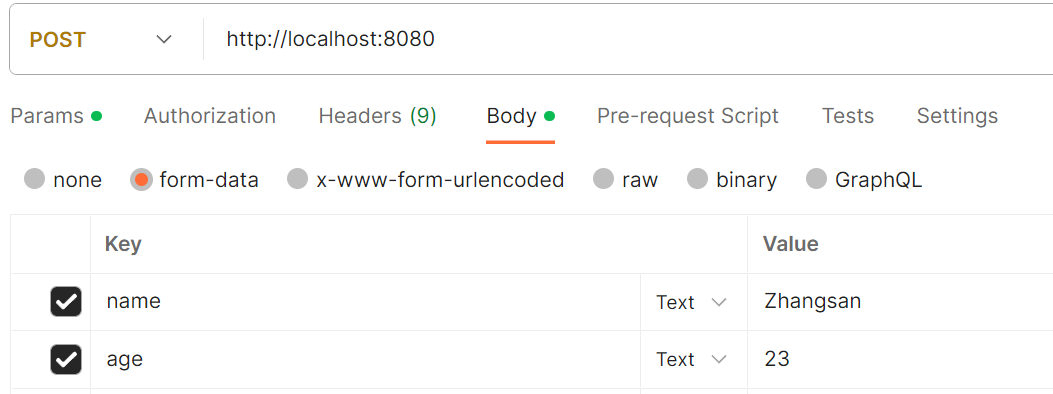 POST http://localhost:8080
Params Authorization Headers (9) Body Pre-request Script Tests Settings
none form-data x-www-form-urlencoded raw binary GraphQL
Key Value
name Text Zhangsan
age Text 23